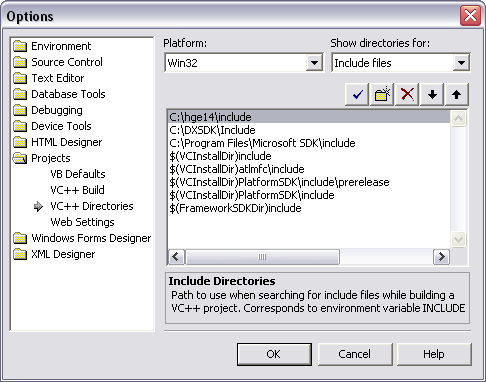 Options
Environment
Source Control
Text Editor
Database Tools
Debugging
Device Tools
HTML Designer
Projects
VB Defaults
VC++ Build
VC++ Directories
Web Settings
Windows Forms Designer
XML Designer
Platform:
Win32
Show directories for:
Include files
C:\hge14\include
C:\DXSDK\Include
C:\Program Files\Microsoft SDK\include
$(VCInstallDir)include
$(VCInstallDir)atlmfc\include
$(VCInstallDir)PlatformSDK\include\prerelease
$(VCInstallDir)PlatformSDK\include
$(FrameworkSDKDir)include
Include Directories
Path to use when searching for include files while building a
VC++ project. Corresponds to environment variable INCLUDE
OK
Cancel
Help